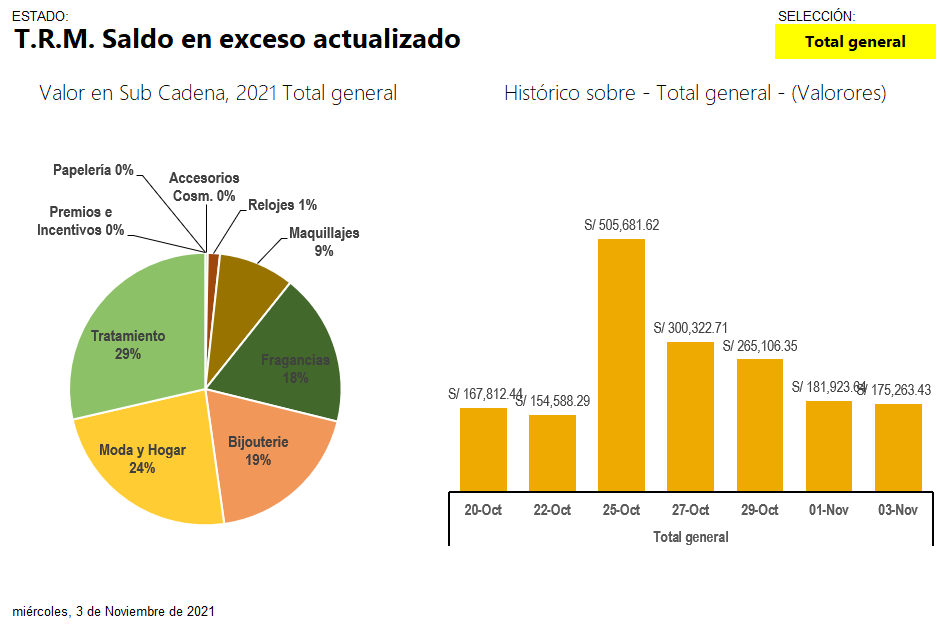 ESTADO:
T.R.M. Saldo en exceso actualizado
SELECCIÓN:
Total general
Valor en Sub Cadena, 2021 Total general
Papelería 0%
Accesorios
Cosm. 0%
Relojes 1%
Premios e
Incentivos 0%
Maquillajes
9%
Tratamiento
29%
Fragancias
18%
Bijouterie
19%
Moda y Hogar
24%
Histórico sobre - Total general - (Valorores)
S/ 505,681.62
S/ 300,322.71
S/ 265,106.35
S/ 167,812.44
S/ 154,588.29
S/ 181,923.64
S/ 175,263.43
20-Oct 22-Oct 25-Oct 27-Oct 29-Oct 01-Nov 03-Nov
Total general
miércoles, 3 de Noviembre de 2021